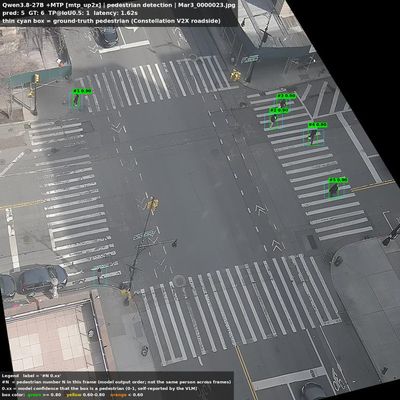 Qwen3.8-27B +MTP [mtp_up2x] | pedestrian detection | Mar3_0000023.jpg
pred: 5 GT: 6 TP@IoU0.5: 1 latency: 1.62s
thin cyan box = ground-truth pedestrian (Constellation V2X roadside)
Legend label = '#N 0.xx'
#N = pedestrian number N in this frame (model output order; not the same person across frames)
0.xx = model confidence that the box is a pedestrian (0-1, self-reported by the VLM)
box color: green >= 0.80 yellow 0.60-0.80 orange < 0.60